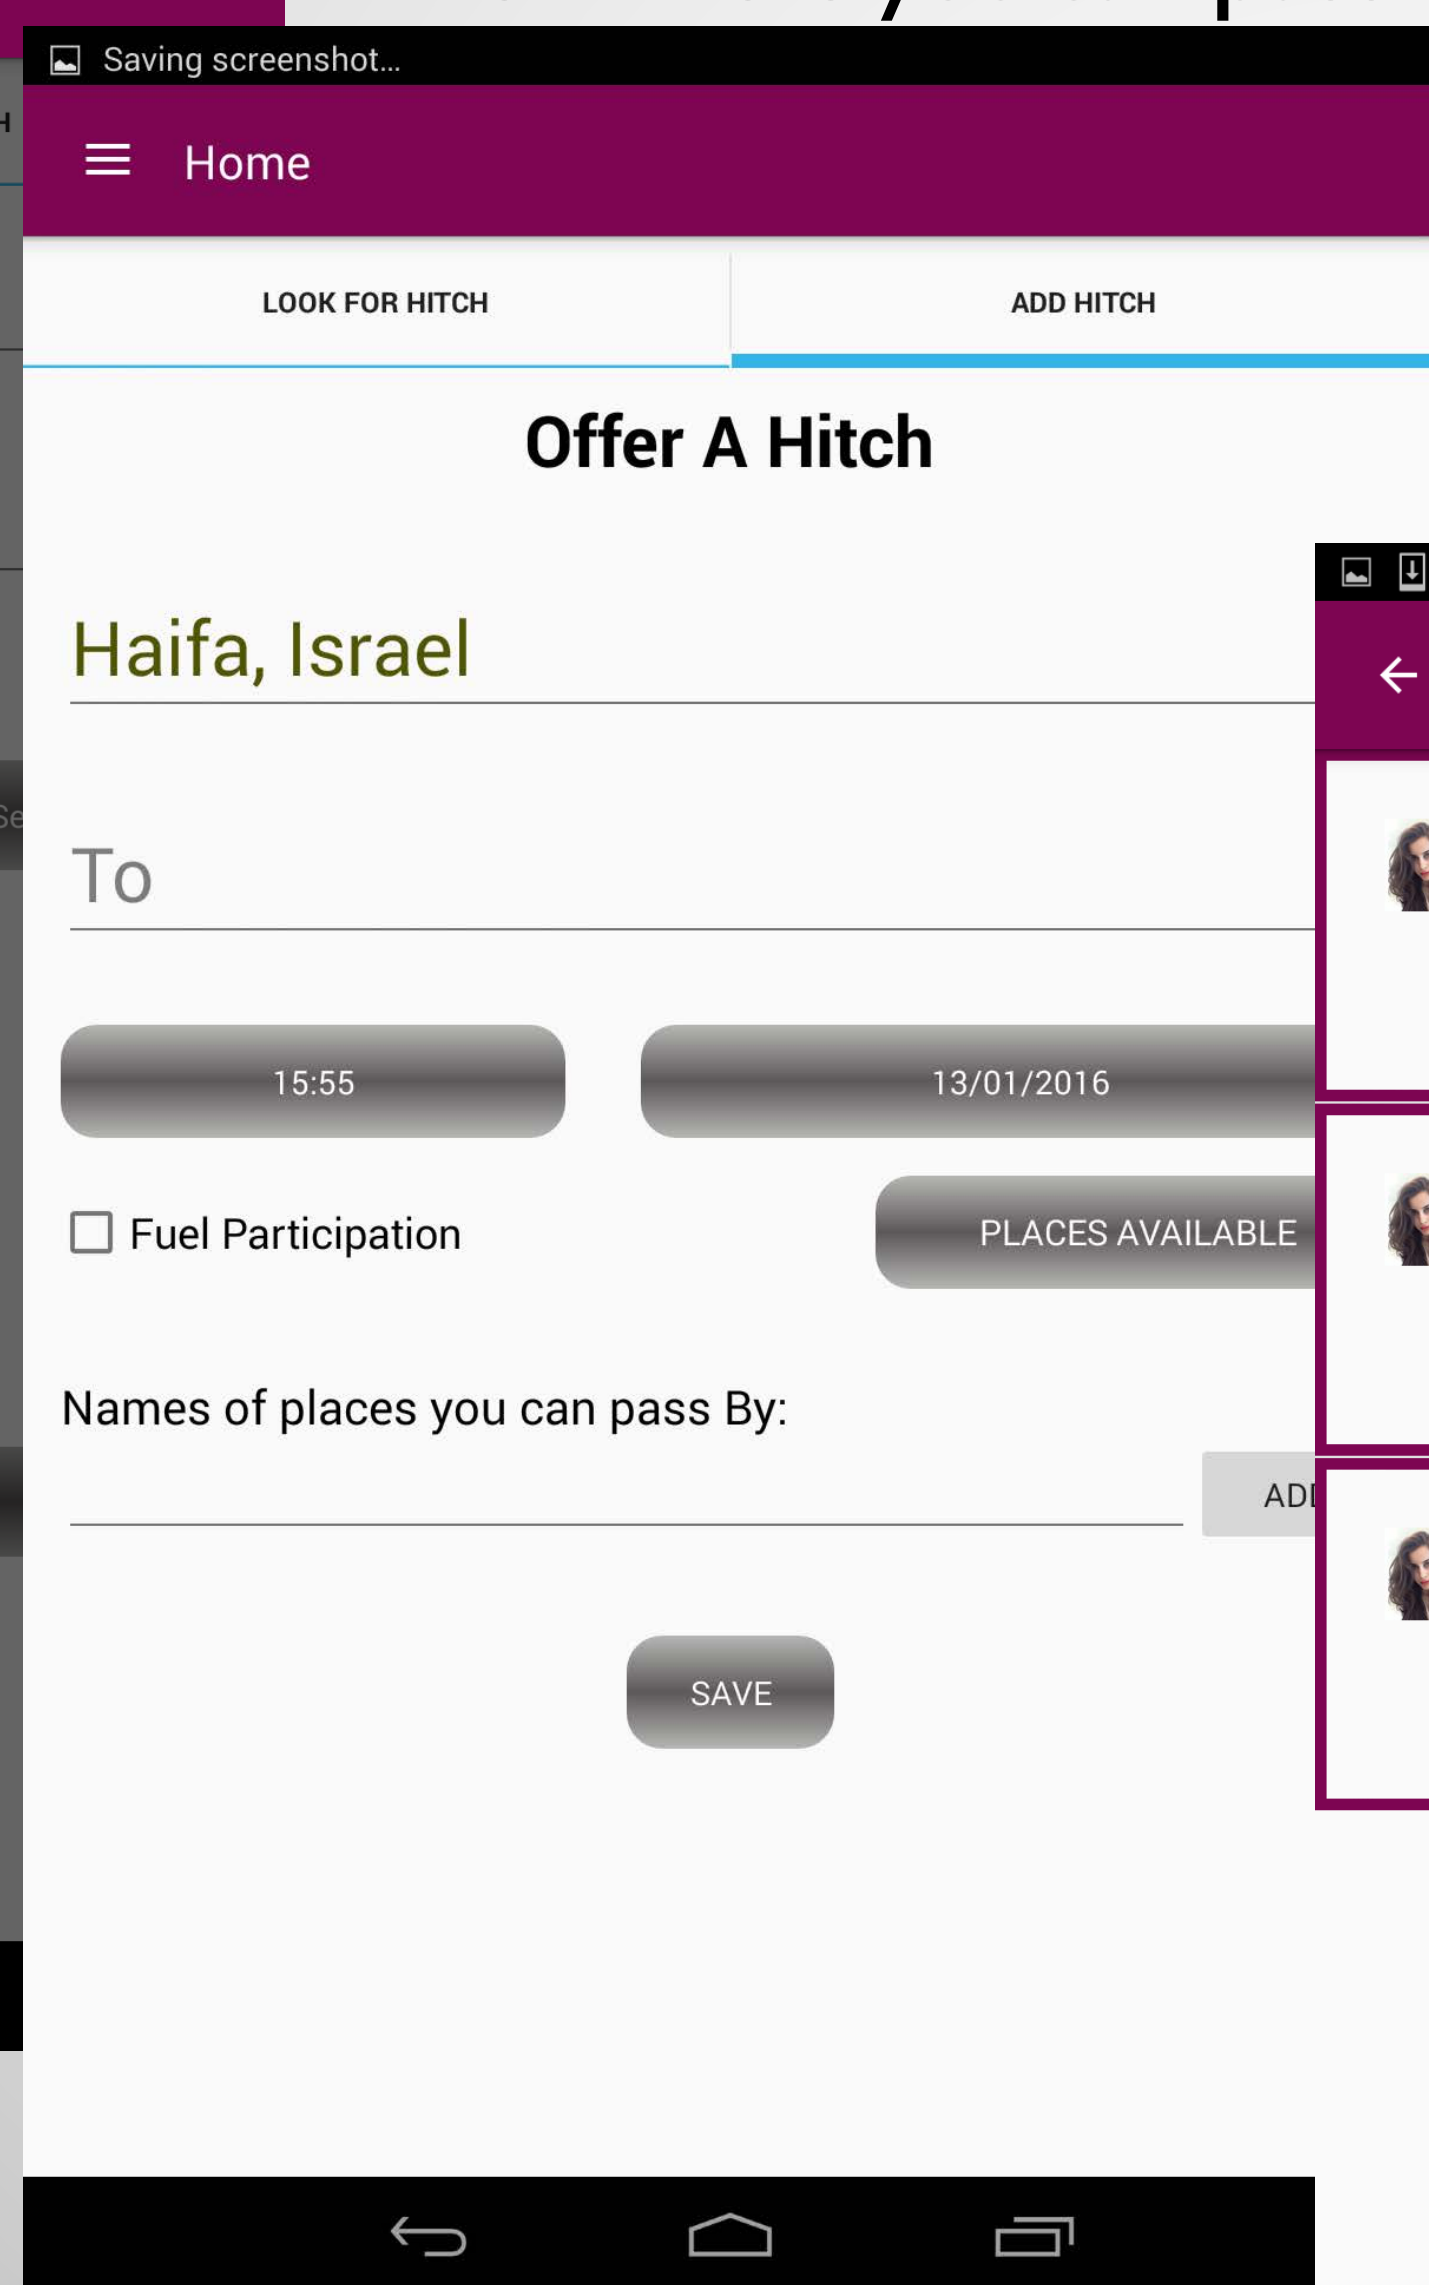 Saving screenshot...
Home
LOOK FOR HITCH
ADD HITCH
Offer A Hitch
Haifa, Israel
To
15:55
13/01/2016
Fuel Participation
PLACES AVAILABLE
Names of places you can pass By:
SAVE